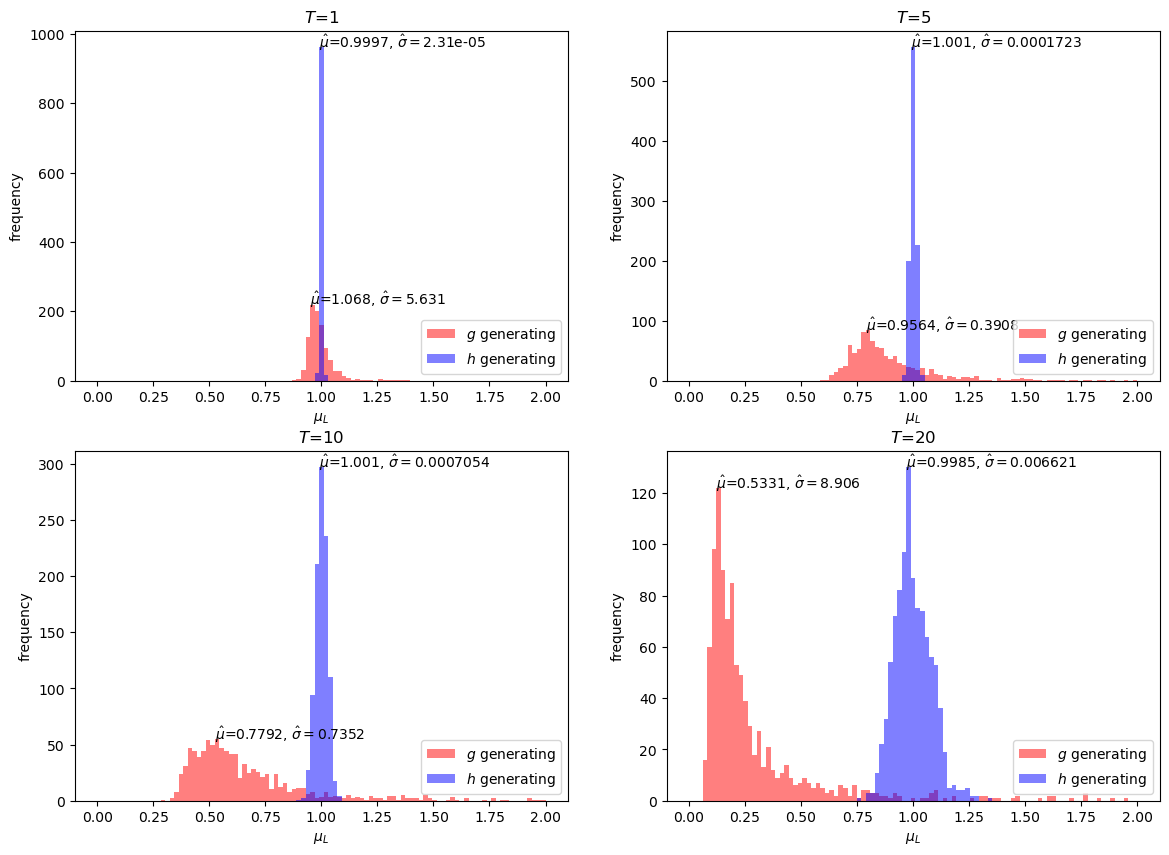 T=1
1000
800
600
400
200
0
frequency
μ̂=0.9997, σ̂ = 2.31e-05
μ̂=1.068, σ̂ = 5.631
g generating
h generating
0.00 0.25 0.50 0.75 1.00 1.25 1.50 1.75 2.00
μ_L
T=5
500
400
300
200
100
0
frequency
μ̂=1.001, σ̂ = 0.0001723
μ̂=0.9564, σ̂ = 0.3908
g generating
h generating
0.00 0.25 0.50 0.75 1.00 1.25 1.50 1.75 2.00
μ_L
T=10
300
250
200
150
100
50
0
frequency
μ̂=1.001, σ̂ = 0.0007054
μ̂=0.7792, σ̂ = 0.7352
g generating
h generating
0.00 0.25 0.50 0.75 1.00 1.25 1.50 1.75 2.00
μ_L
T=20
120
100
80
60
40
20
0
frequency
μ̂=0.9985, σ̂ = 0.006621
μ̂=0.5331, σ̂ = 8.906
g generating
h generating
0.00 0.25 0.50 0.75 1.00 1.25 1.50 1.75 2.00
μ_L